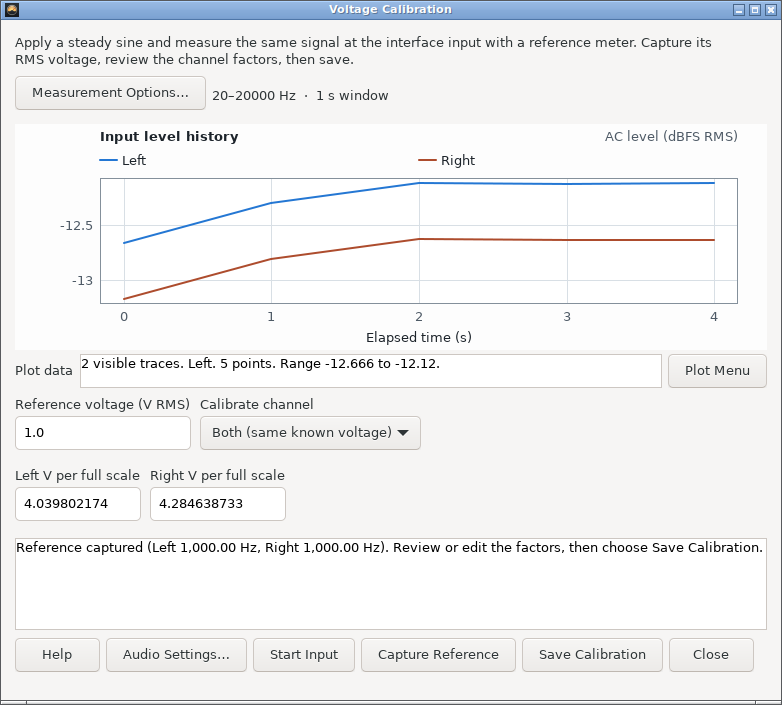 Voltage Calibration
Apply a steady sine and measure the same signal at the interface input with a reference meter. Capture its
RMS voltage, review the channel factors, then save.
Measurement Options... 20–20000 Hz · 1 s window
Input level history AC level (dBFS RMS)
Left Right
-12.5
-13
0 1 2 3 4
Elapsed time (s)
Plot data 2 visible traces. Left. 5 points. Range -12.666 to -12.12. Plot Menu
Reference voltage (V RMS) Calibrate channel
1.0 Both (same known voltage)
Left V per full scale Right V per full scale
4.039802174 4.284638733
Reference captured (Left 1,000.00 Hz, Right 1,000.00 Hz). Review or edit the factors, then choose Save Calibration.
Help Audio Settings... Start Input Capture Reference Save Calibration Close